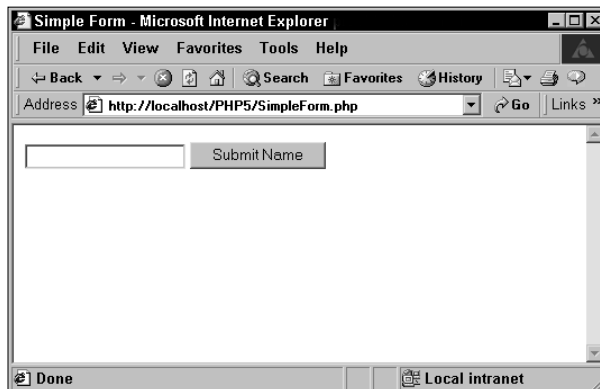 Simple Form - Microsoft Internet Explorer
File Edit View Favorites Tools Help
Back Search Favorites History
Address http://localhost/PHP5/SimpleForm.php Go Links »
Submit Name
Done Local intranet